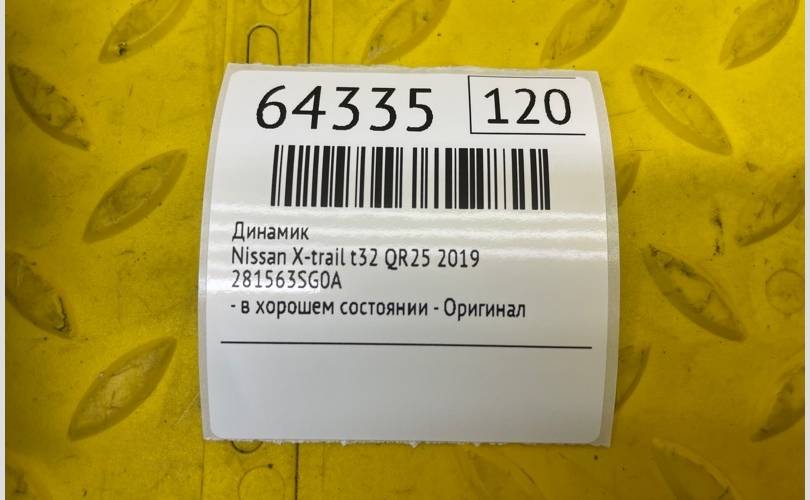 64335 120
Динамик
Nissan X-trail t32 QR25 2019
281563SG0A
- в хорошем состоянии - Оригинал